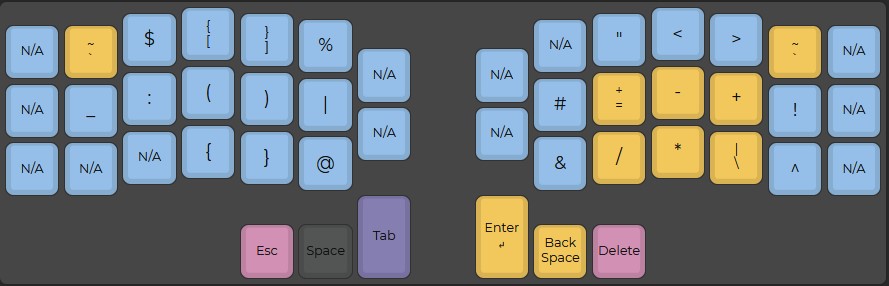 N/A ~ ` $ { [ } ] % N/A N/A N/A " < > ~ ` N/A
N/A _ : ( ) | N/A N/A # + = - + ! N/A
N/A N/A N/A { } @ & / * | \ ^ N/A
Esc Space Tab Enter ↵ Back Space Delete